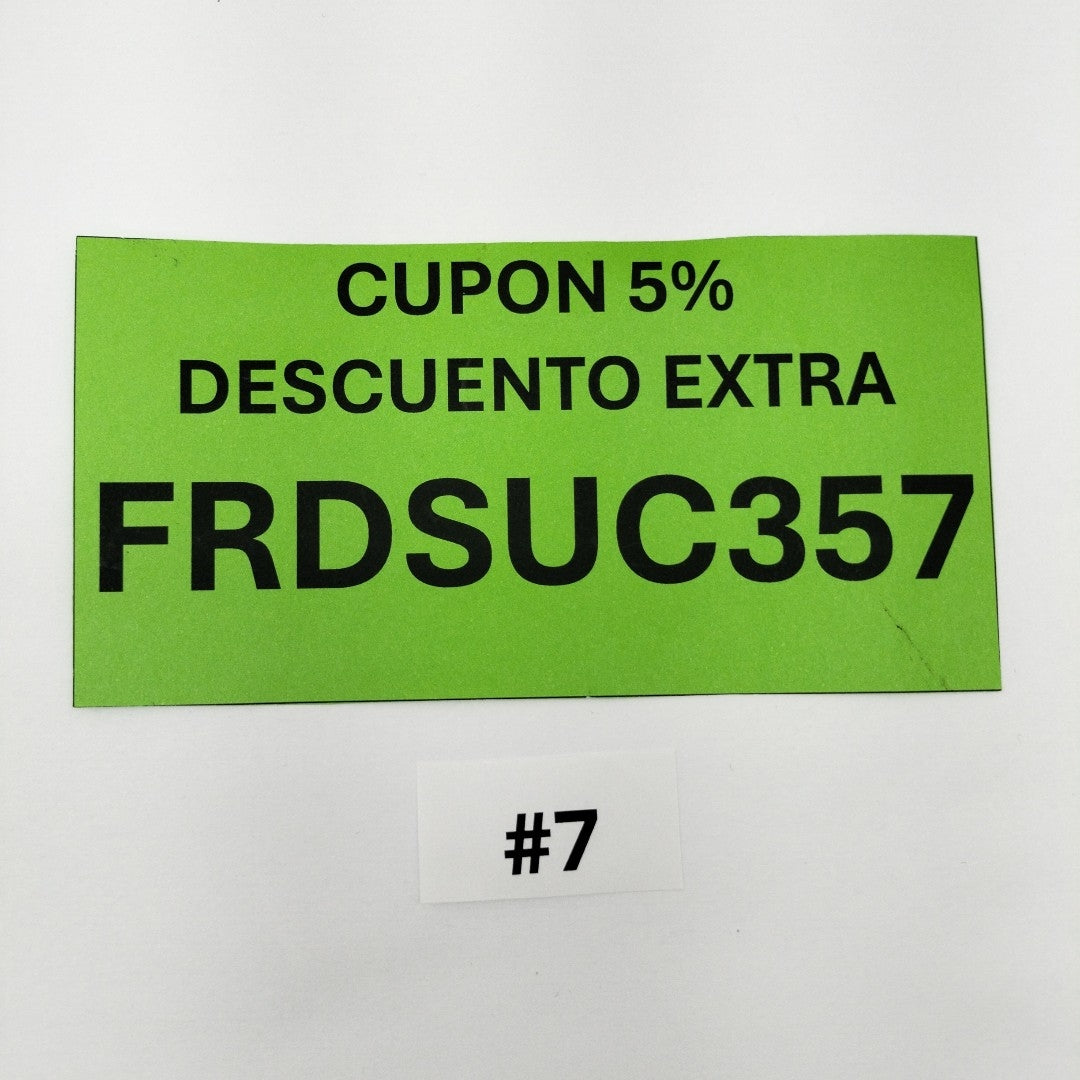 CUPON 5%
DESCUENTO EXTRA
FRDSUC357
#7